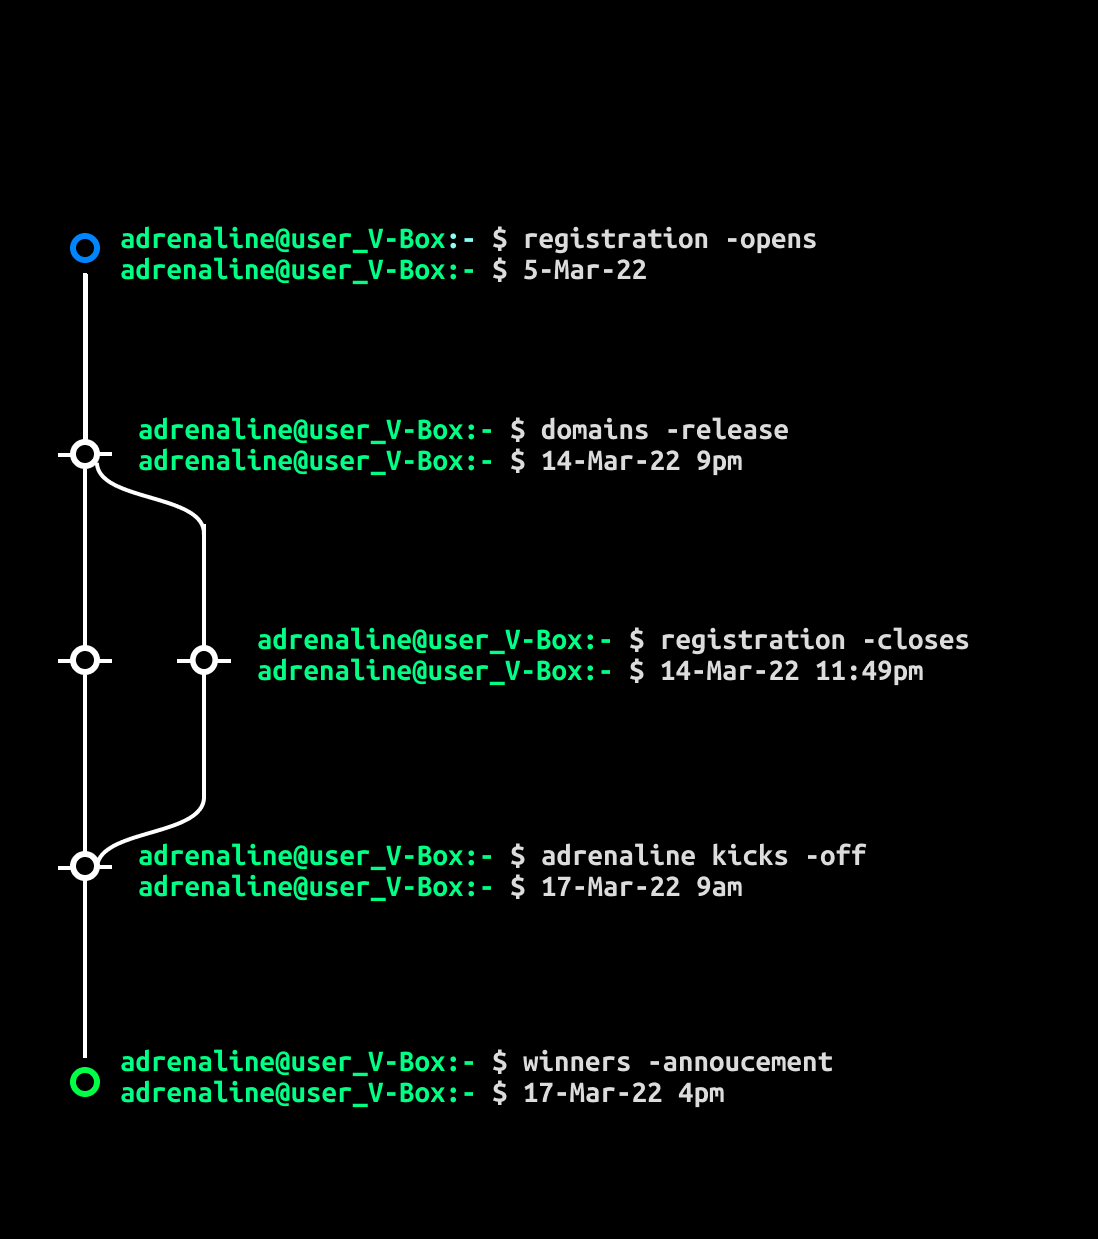 adrenaline@user_V-Box:- $ registration -opens
adrenaline@user_V-Box:- $ 5-Mar-22
adrenaline@user_V-Box:- $ domains -release
adrenaline@user_V-Box:- $ 14-Mar-22 9pm
adrenaline@user_V-Box:- $ registration -closes
adrenaline@user_V-Box:- $ 14-Mar-22 11:49pm
adrenaline@user_V-Box:- $ adrenaline kicks -off
adrenaline@user_V-Box:- $ 17-Mar-22 9am
adrenaline@user_V-Box:- $ winners -annoucement
adrenaline@user_V-Box:- $ 17-Mar-22 4pm